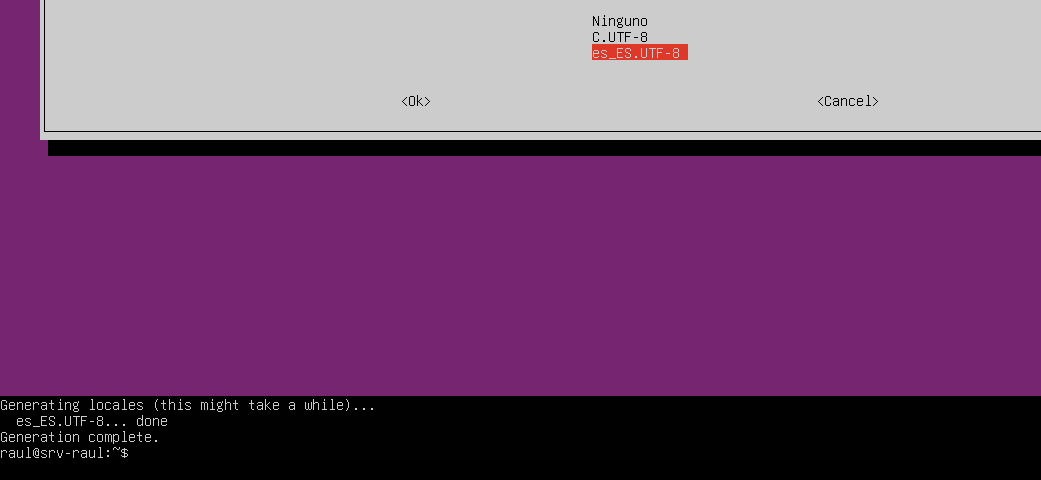 Ninguno
C.UTF-8
es_ES.UTF-8
<Ok> <Cancel>
Generating locales (this might take a while)...
  es_ES.UTF-8... done
Generation complete.
raul@srv-raul:~$